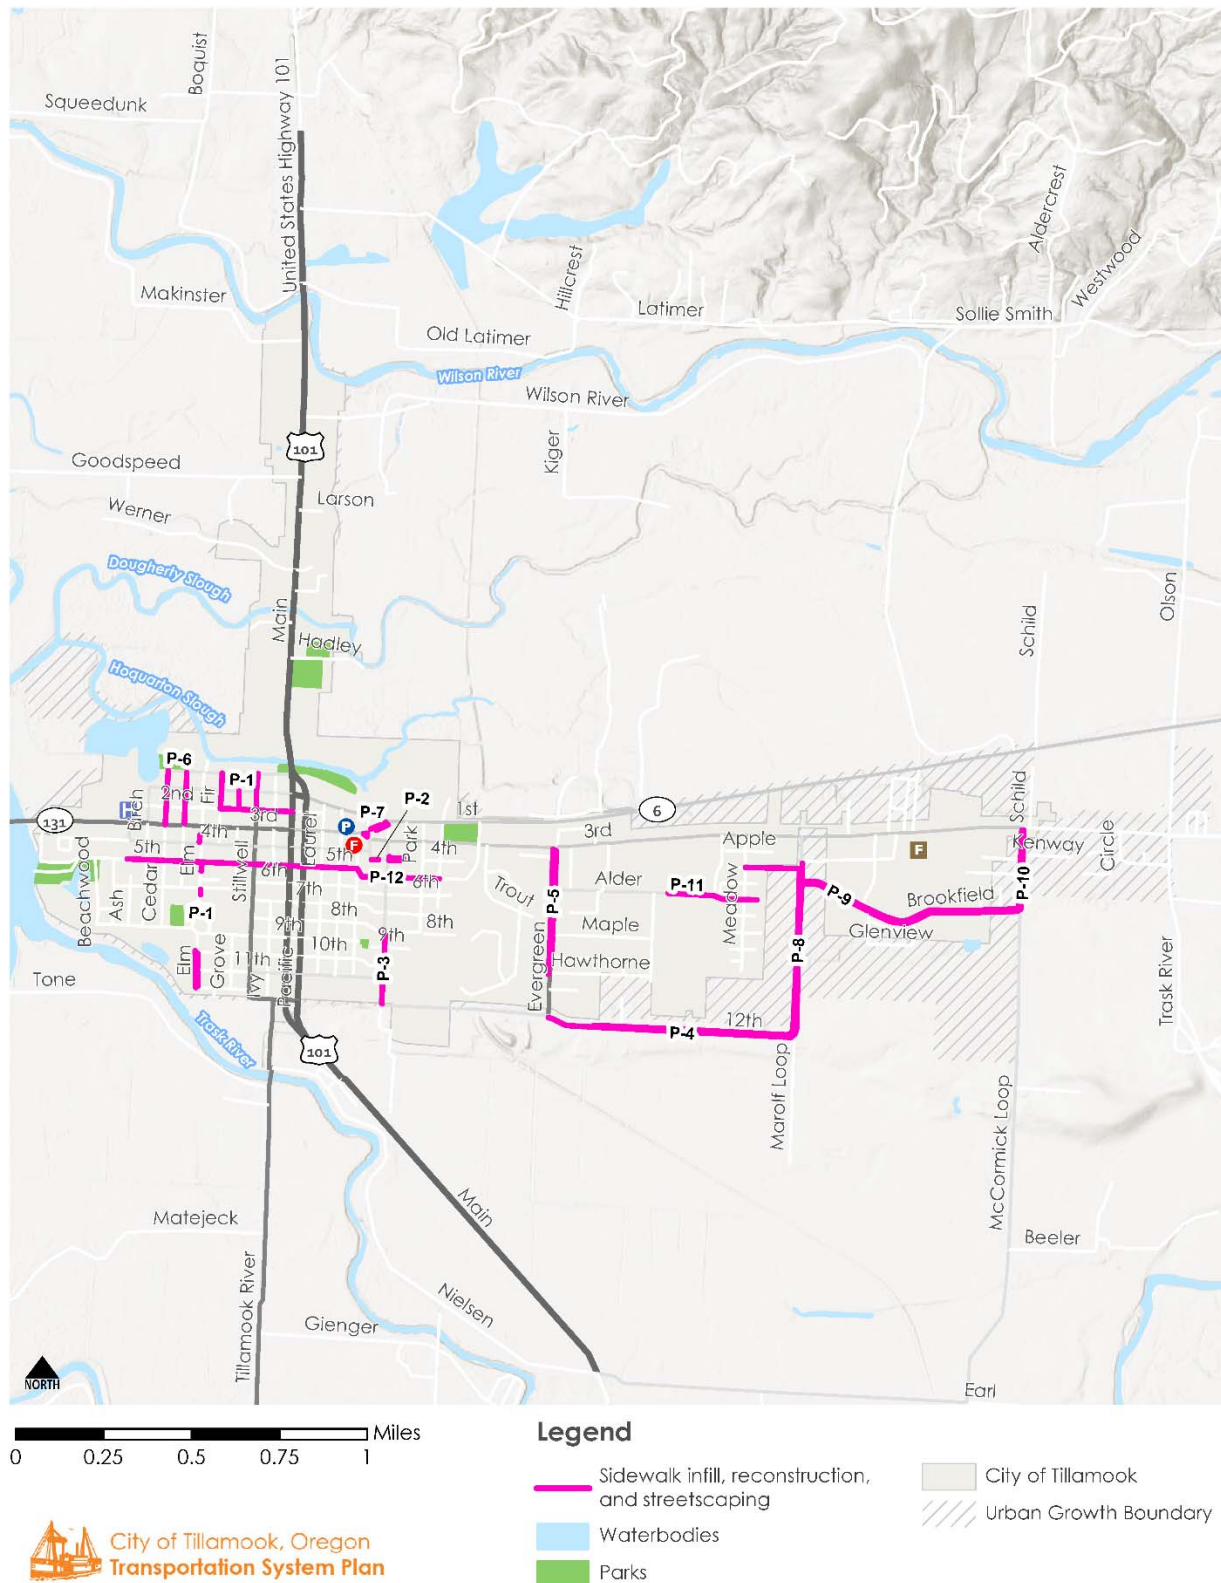 Boquist
Squeedunk
United States Highway 101
Aldercrest
Westwood
Hillcrest
Makinster
Latimer
Sollie Smith
Old Latimer
Wilson River
Wilson River
101
Kiger
Goodspeed
Larson
Werner
Dougherty Slough
Olson
Main
Schild
Hadley
Hoquarton Slough
P-6
P-1
P-2
P-7
1st
6
Schild
2nd
Fir
3rd
Birch
H
131
4th
Laurel
P
F
Park
4th
3rd
Apple
F
Kenway
Circle
5th
Elm
Stillwell
6th
5th
P-12
6th
Beachwood
Ash
Cedar
7th
Trout
P-5
Alder
P-11
Meadow
P-9
Brookfield
P-10
P-1
8th
8th
Maple
Glenview
9th
9th
10th
P-8
Elm
Grove
11th
P-3
Evergreen
Hawthorne
Tone
Ivy
Pacific
12th
P-4
Trask River
Trask River
101
Marolf Loop
McCormick Loop
Main
Matejeck
Beeler
Tillamook River
Nielsen
Gienger
Earl
NORTH
Miles
0 0.25 0.5 0.75 1
Legend
Sidewalk infill, reconstruction,
and streetscaping
Waterbodies
Parks
City of Tillamook
Urban Growth Boundary
City of Tillamook, Oregon
Transportation System Plan